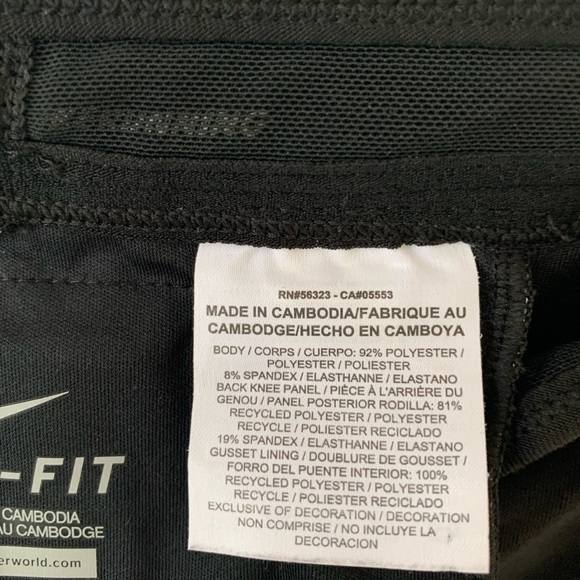 RN#56323 - CA#05553
MADE IN CAMBODIA/FABRIQUE AU
CAMBODGE/HECHO EN CAMBOYA
BODY / CORPS / CUERPO: 92% POLYESTER /
POLYESTER / POLIESTER
8% SPANDEX / ELASTHANNE / ELASTANO
BACK KNEE PANEL / PIÈCE À L'ARRIÈRE DU
GENOU / PANEL POSTERIOR RODILLA: 81%
RECYCLED POLYESTER / POLYESTER
RECYCLE / POLIESTER RECICLADO
19% SPANDEX / ELASTHANNE / ELASTANO
GUSSET LINING / DOUBLURE DE GOUSSET /
FORRO DEL PUENTE INTERIOR: 100%
RECYCLED POLYESTER / POLYESTER
RECYCLE / POLIESTER RECICLADO
EXCLUSIVE OF DECORATION / DECORATION
NON COMPRISE / NO INCLUYE LA
DECORACION
-FIT
CAMBODIA
AU CAMBODGE
erworld.com